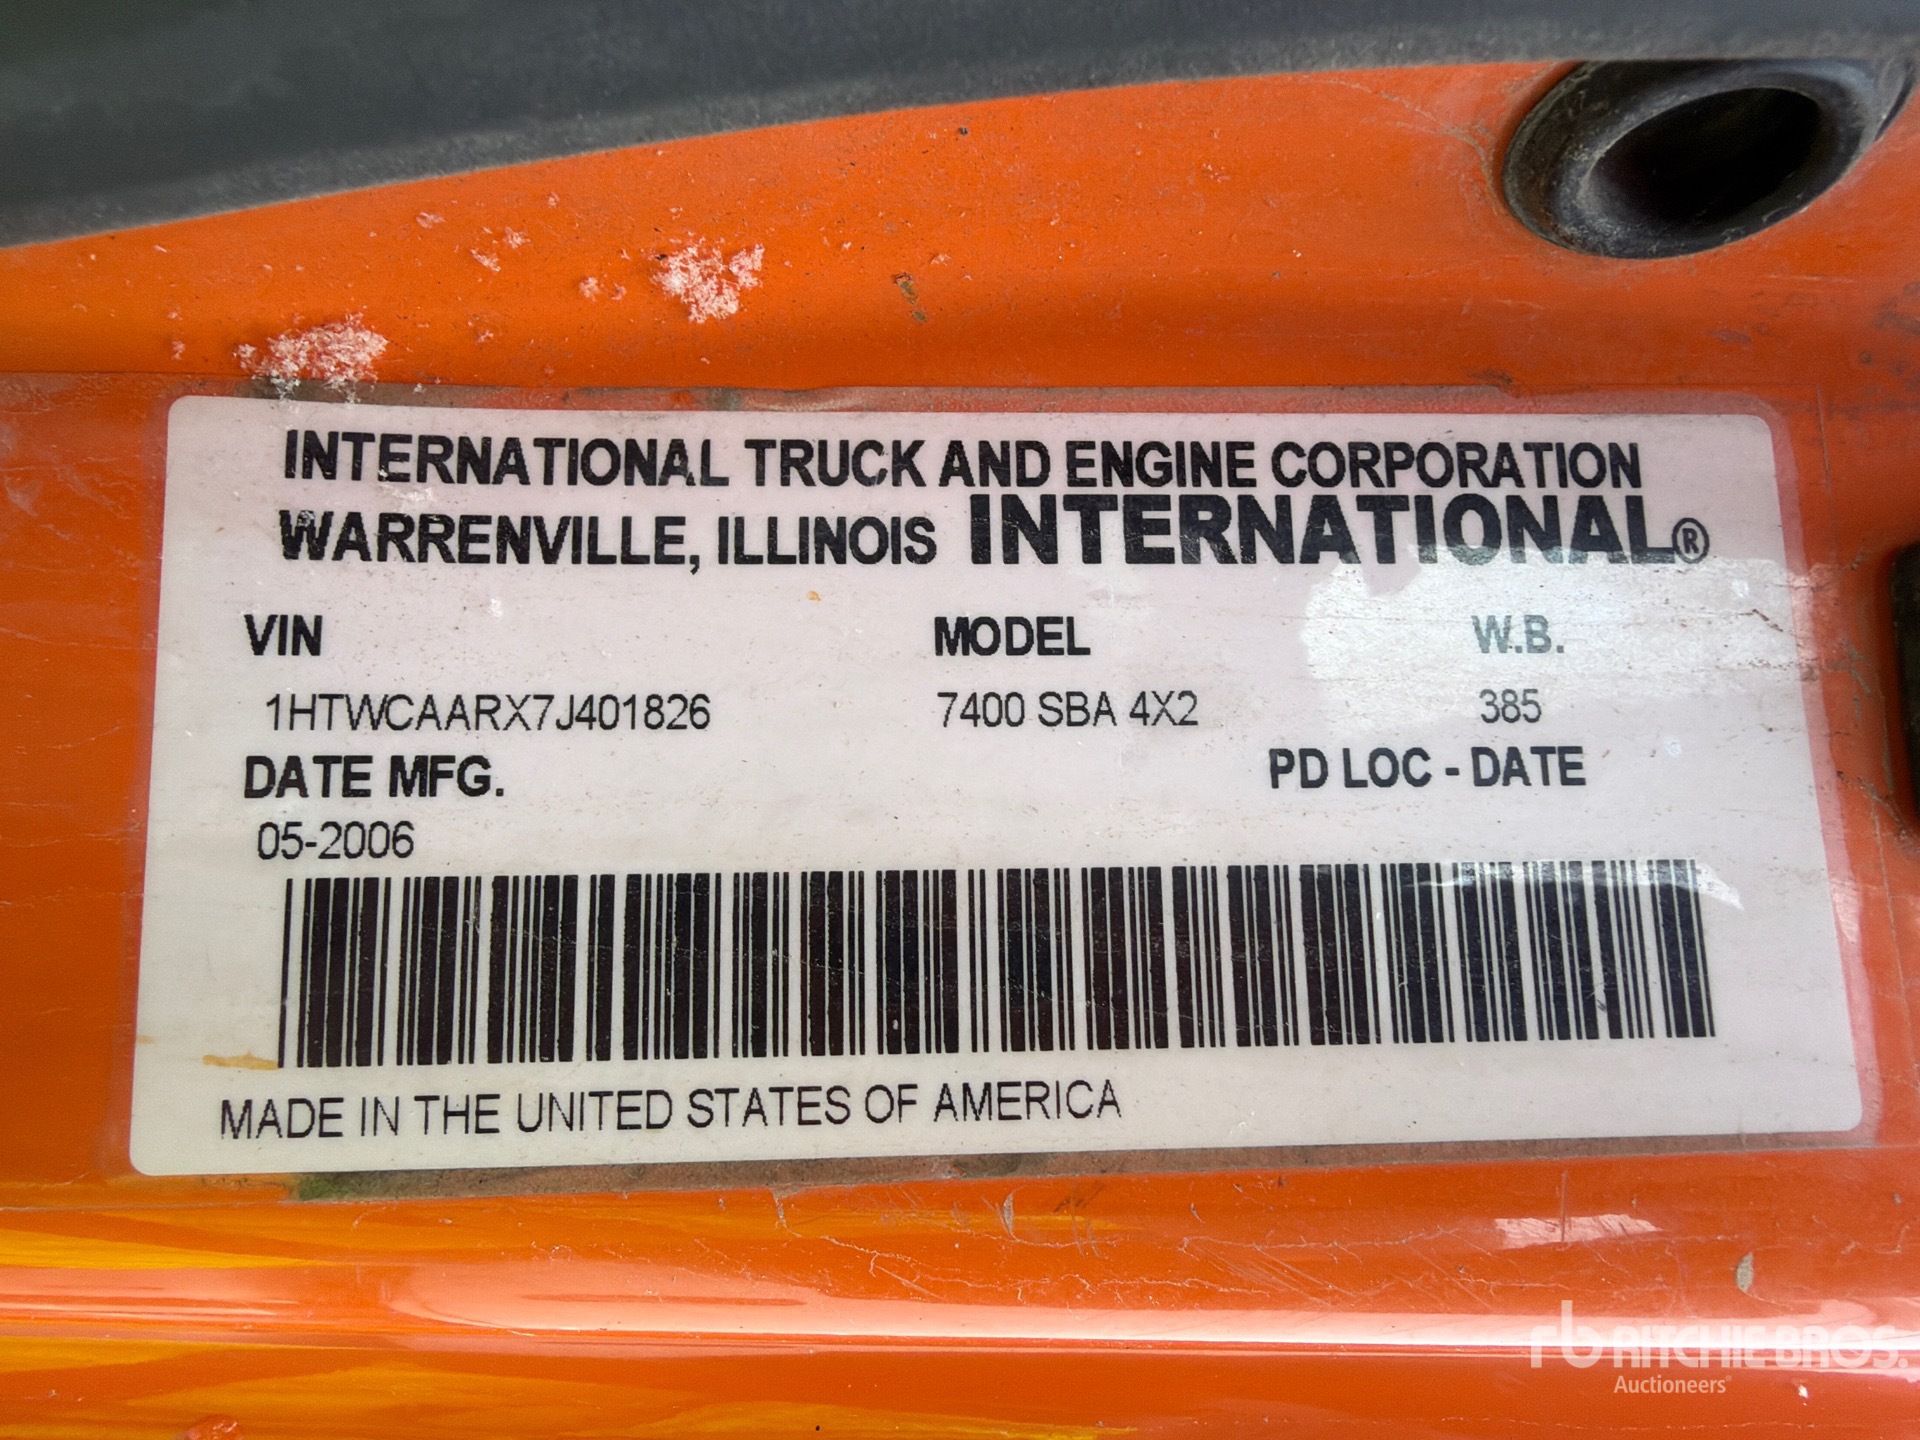 INTERNATIONAL TRUCK AND ENGINE CORPORATION
WARRENVILLE, ILLINOIS INTERNATIONAL®
VIN MODEL W.B.
1HTWCAARX7J401826 7400 SBA 4X2 385
DATE MFG. PD LOC - DATE
05-2006
MADE IN THE UNITED STATES OF AMERICA
rb RITCHIE BROS.
Auctioneers®